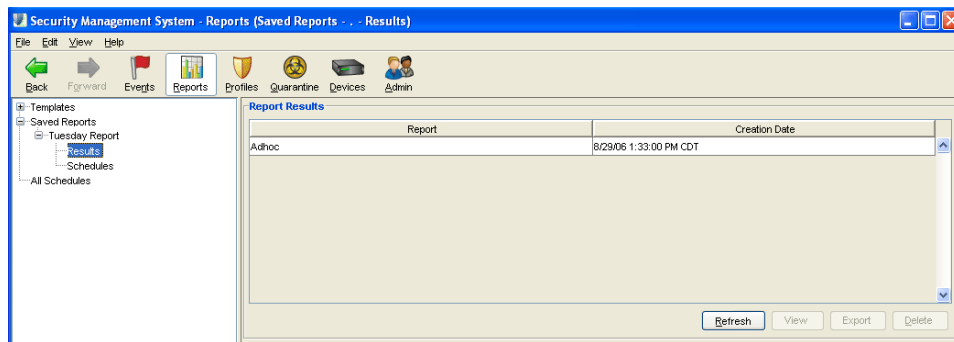 Security Management System - Reports (Saved Reports - . - Results)
File Edit View Help
Back Forward Events Reports Profiles Quarantine Devices Admin
Templates
Saved Reports
Tuesday Report
Results
Schedules
All Schedules
Report Results
Report Creation Date
Adhoc 8/29/06 1:33:00 PM CDT
Refresh View Export Delete